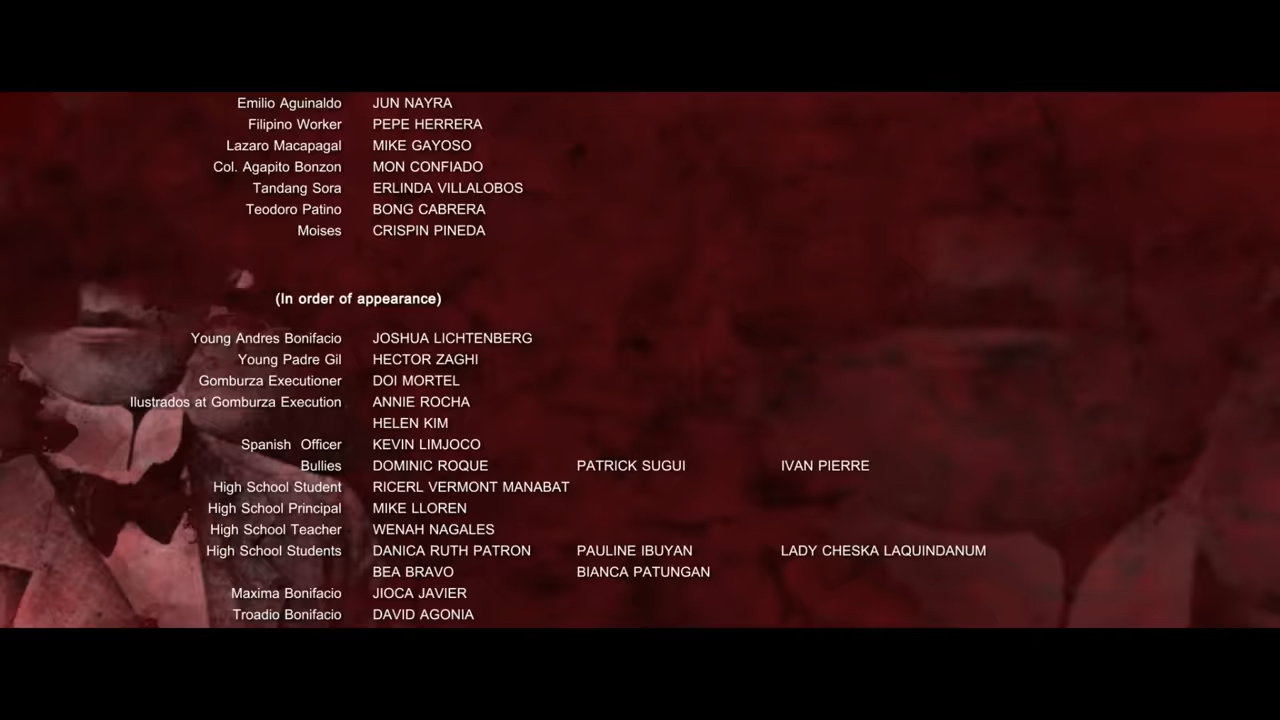 Emilio Aguinaldo JUN NAYRA
Filipino Worker PEPE HERRERA
Lazaro Macapagal MIKE GAYOSO
Col. Agapito Bonzon MON CONFIADO
Tandang Sora ERLINDA VILLALOBOS
Teodoro Patino BONG CABRERA
Moises CRISPIN PINEDA
(In order of appearance)
Young Andres Bonifacio JOSHUA LICHTENBERG
Young Padre Gil HECTOR ZAGHI
Gomburza Executioner DOI MORTEL
Ilustrados at Gomburza Execution ANNIE ROCHA
HELEN KIM
Spanish Officer KEVIN LIMJOCO
Bullies DOMINIC ROQUE PATRICK SUGUI IVAN PIERRE
High School Student RICERL VERMONT MANABAT
High School Principal MIKE LLOREN
High School Teacher WENAH NAGALES
High School Students DANICA RUTH PATRON PAULINE IBUYAN LADY CHESKA LAQUINDANUM
BEA BRAVO BIANCA PATUNGAN
Maxima Bonifacio JIOCA JAVIER
Troadio Bonifacio DAVID AGONIA